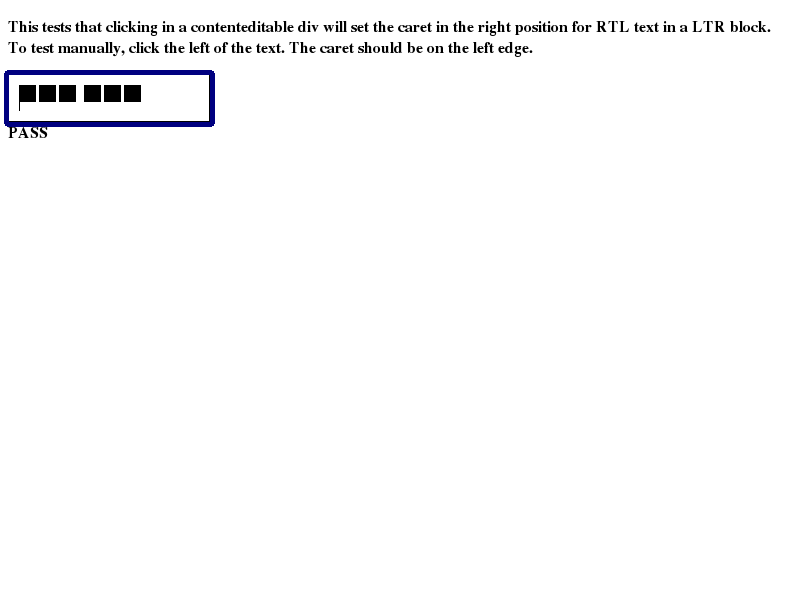 This tests that clicking in a contenteditable div will set the caret in the right position for RTL text in a LTR block.
To test manually, click the left of the text. The caret should be on the left edge.
PASS